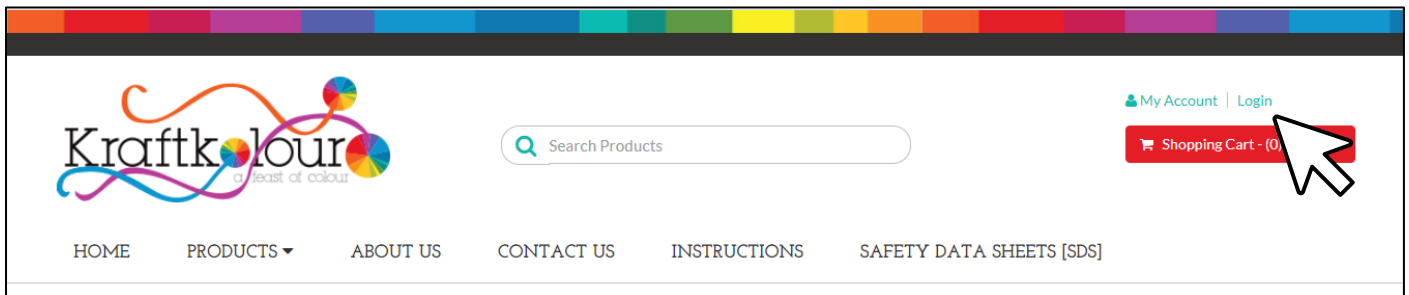 Kraftkolour
a feast of colour
Search Products
My Account | Login
Shopping Cart - (0)
HOME PRODUCTS ABOUT US CONTACT US INSTRUCTIONS SAFETY DATA SHEETS [SDS]